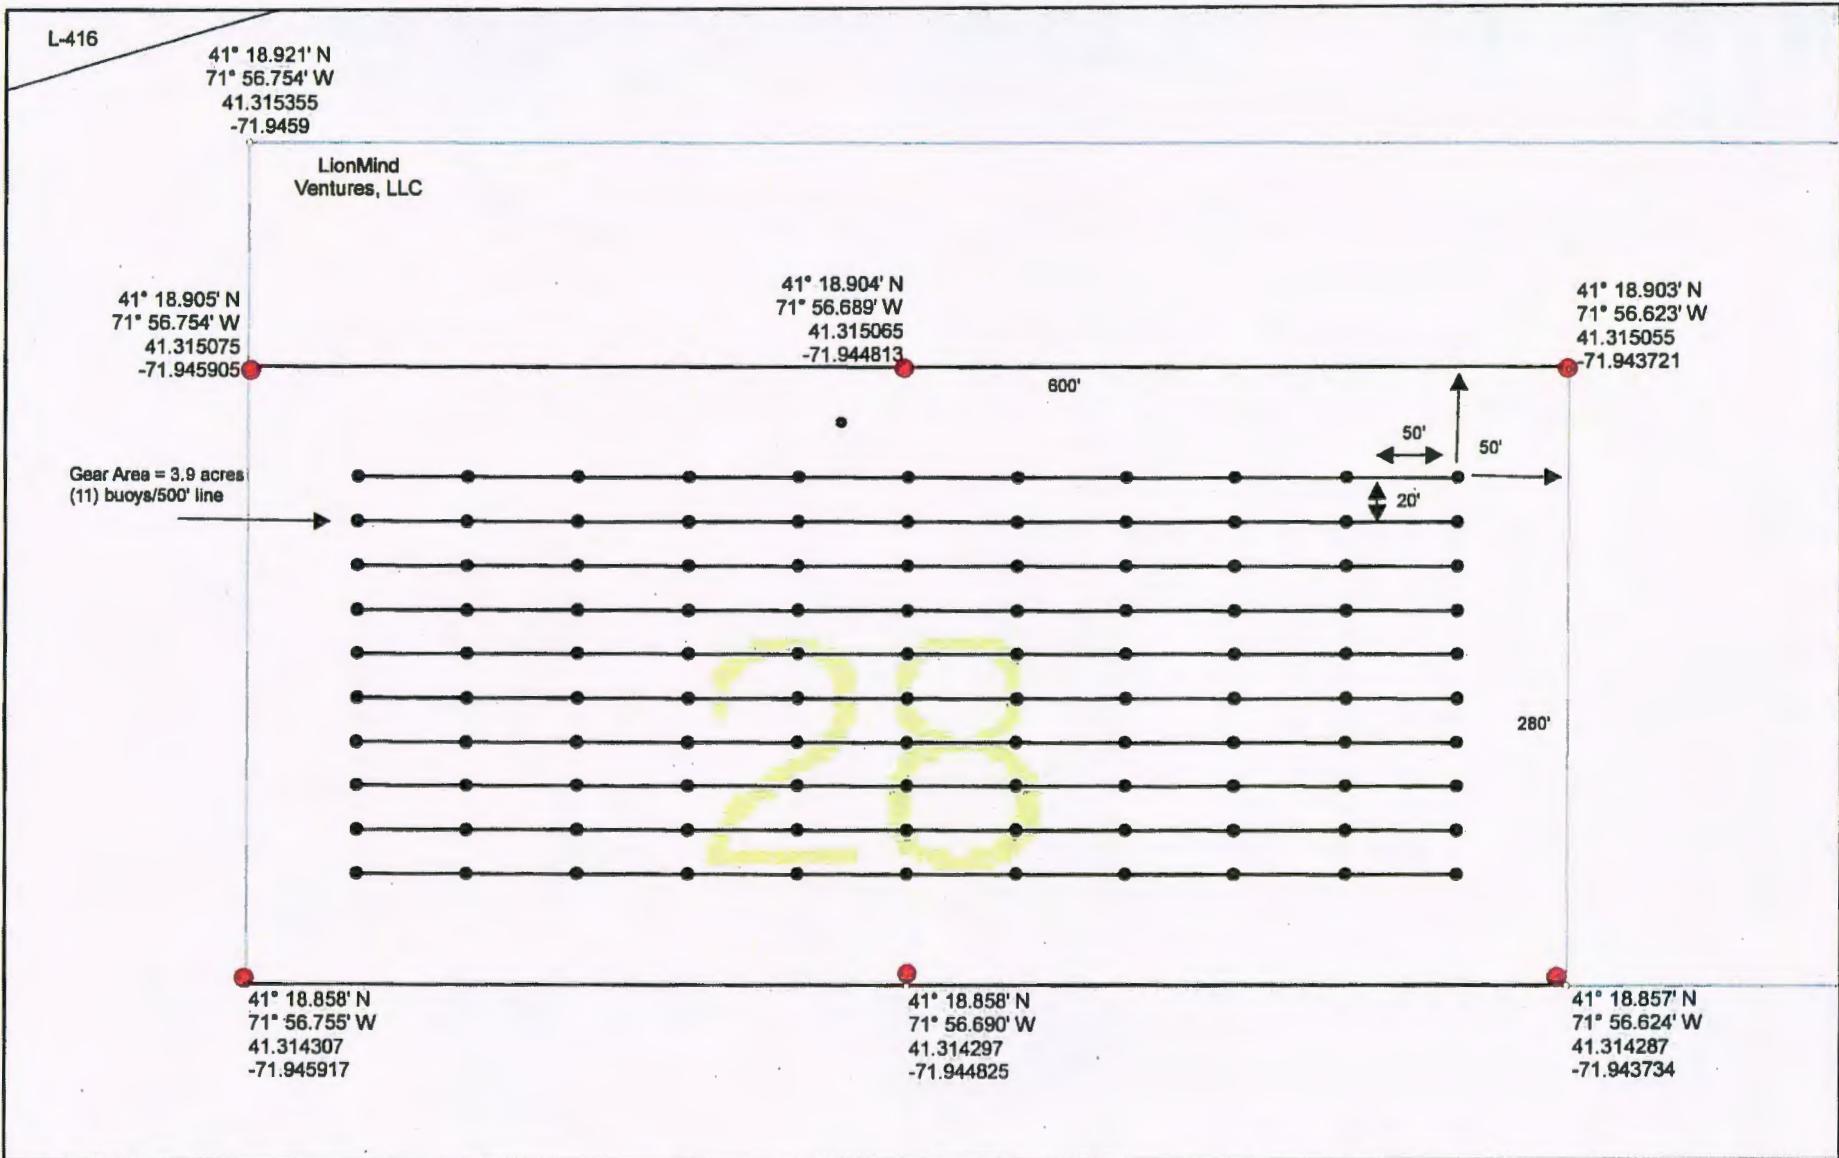 L-416
41° 18.921' N
71° 56.754' W
41.315355
-71.9459
LionMind
Ventures, LLC
41° 18.905' N
71° 56.754' W
41.315075
-71.945905
41° 18.904' N
71° 56.689' W
41.315065
-71.944813
41° 18.903' N
71° 56.623' W
41.315055
-71.943721
600'
50'
50'
20'
Gear Area = 3.9 acres
(11) buoys/500' line
28
280'
41° 18.858' N
71° 56.755' W
41.314307
-71.945917
41° 18.858' N
71° 56.690' W
41.314297
-71.944825
41° 18.857' N
71° 56.624' W
41.314287
-71.943734